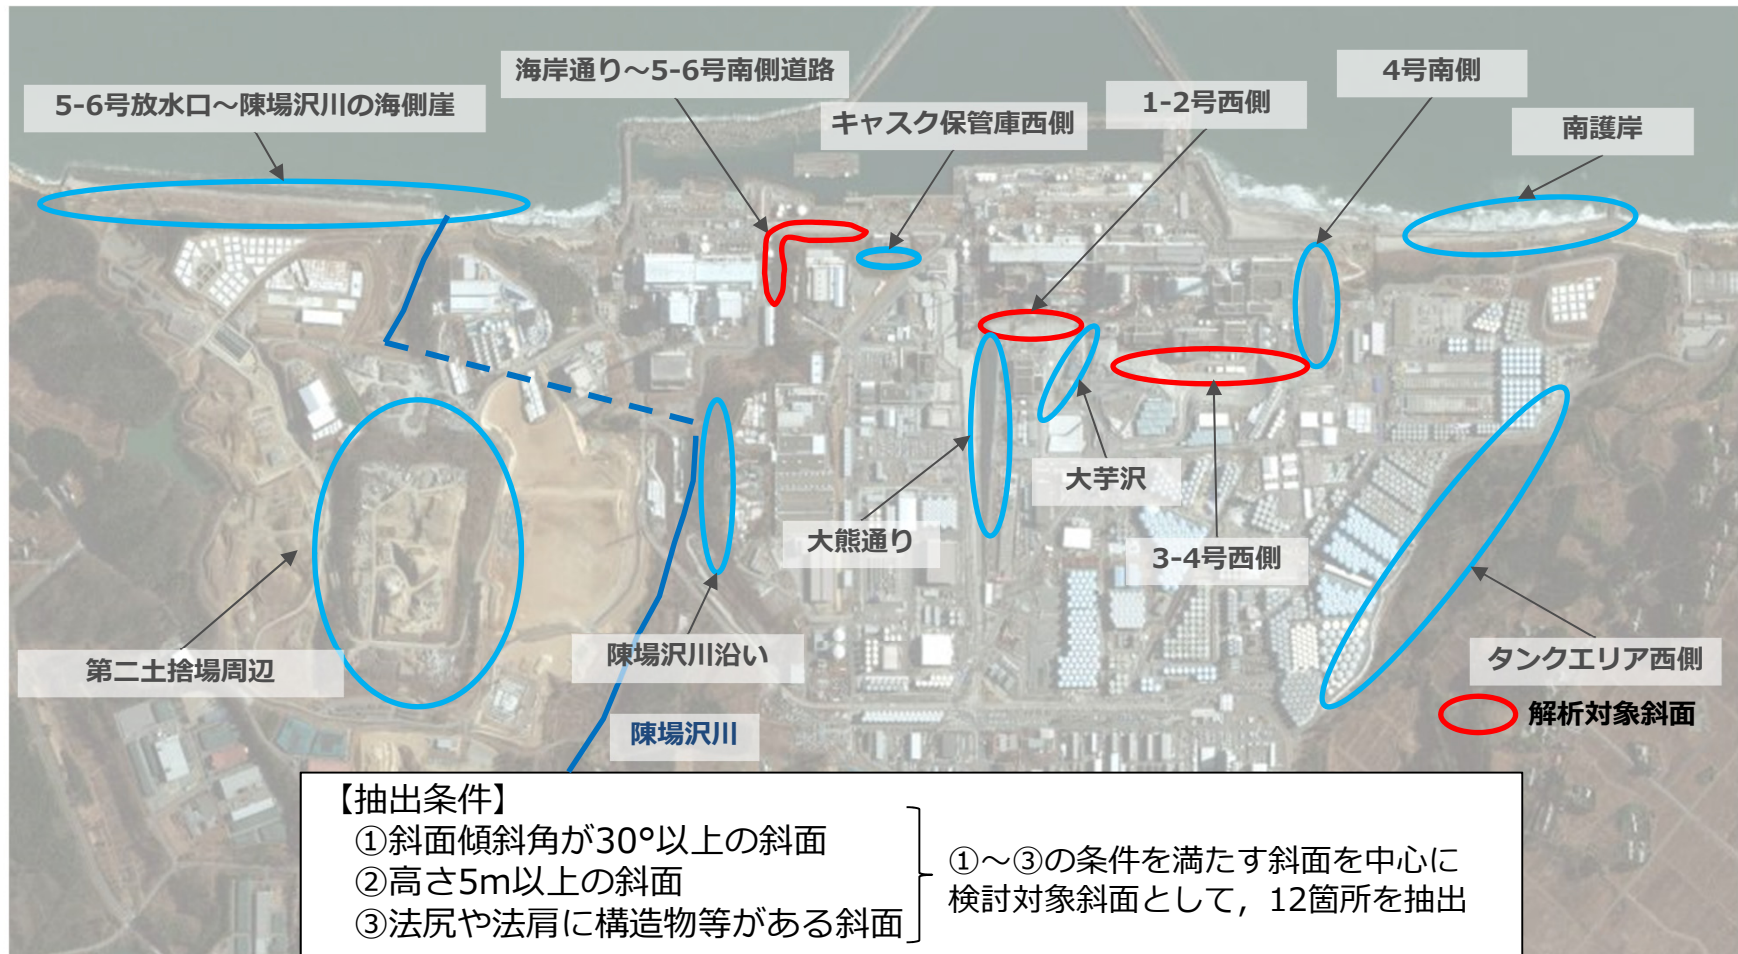 海岸通り～5-6号南側道路
4号南側
5-6号放水口～陳場沢川の海側崖
1-2号西側
キャスク保管庫西側
南護岸
大芋沢
大熊通り
3-4号西側
陳場沢川沿い
タンクエリア西側
第二土捨場周辺
解析対象斜面
陳場沢川
【抽出条件】
①斜面傾斜角が30°以上の斜面
②高さ5m以上の斜面
③法尻や法肩に構造物等がある斜面
①～③の条件を満たす斜面を中心に
検討対象斜面として，12箇所を抽出